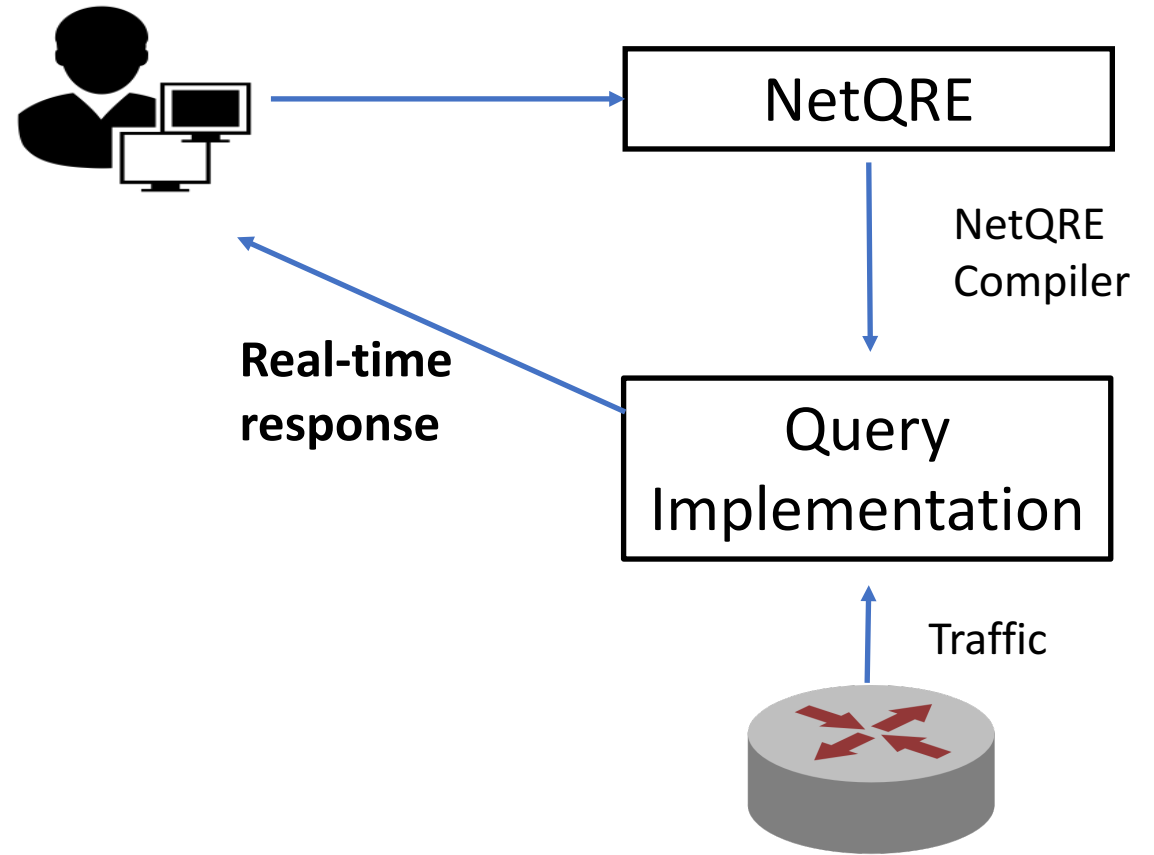 NetQRE
NetQRE
Compiler
Real-time
response
Query
Implementation
Traffic